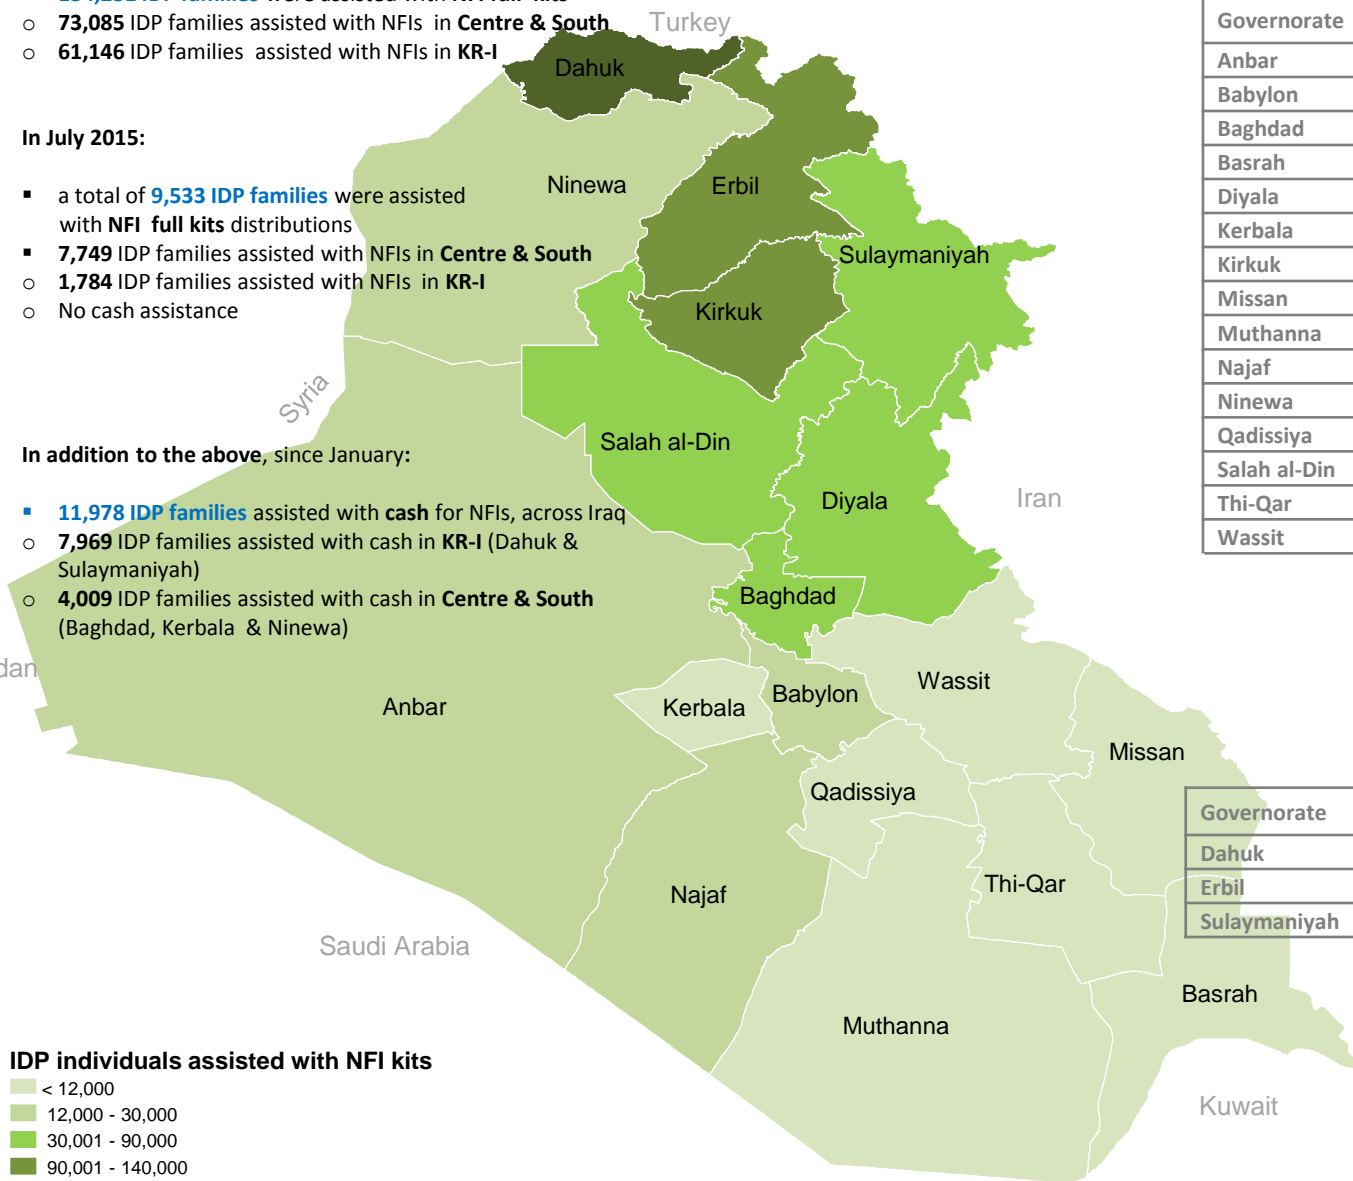 ○ 73,085 IDP families assisted with NFIs in Centre & South
○ 61,146 IDP families assisted with NFIs in KR-I
In July 2015:
▪ a total of 9,533 IDP families were assisted
with NFI full kits distributions
▪ 7,749 IDP families assisted with NFIs in Centre & South
○ 1,784 IDP families assisted with NFIs in KR-I
○ No cash assistance
In addition to the above, since January:
▪ 11,978 IDP families assisted with cash for NFIs, across Iraq
○ 7,969 IDP families assisted with cash in KR-I (Dahuk &
Sulaymaniyah)
○ 4,009 IDP families assisted with cash in Centre & South
(Baghdad, Kerbala & Ninewa)
Turkey
Dahuk
Ninewa
Erbil
Sulaymaniyah
Kirkuk
Syria
Salah al-Din
Diyala
Iran
Baghdad
Anbar
Kerbala
Babylon
Wassit
Missan
Qadissiya
Najaf
Thi-Qar
Saudi Arabia
Muthanna
Basrah
Kuwait
Governorate
Anbar
Babylon
Baghdad
Basrah
Diyala
Kerbala
Kirkuk
Missan
Muthanna
Najaf
Ninewa
Qadissiya
Salah al-Din
Thi-Qar
Wassit
Governorate
Dahuk
Erbil
Sulaymaniyah
IDP individuals assisted with NFI kits
< 12,000
12,000 - 30,000
30,001 - 90,000
90,001 - 140,000